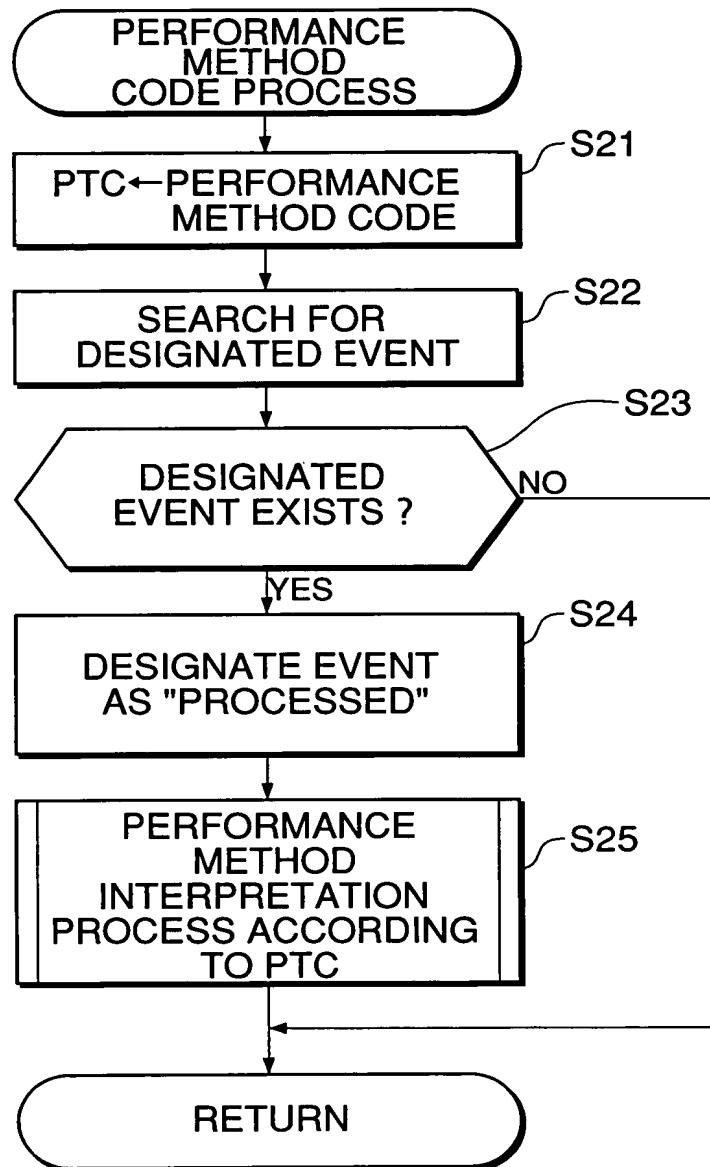 PERFORMANCE
METHOD
CODE PROCESS
S21
PTC←PERFORMANCE
METHOD CODE
S22
SEARCH FOR
DESIGNATED EVENT
S23
DESIGNATED
EVENT EXISTS ?
NO
YES
S24
DESIGNATE EVENT
AS "PROCESSED"
S25
PERFORMANCE
METHOD
INTERPRETATION
PROCESS ACCORDING
TO PTC
RETURN